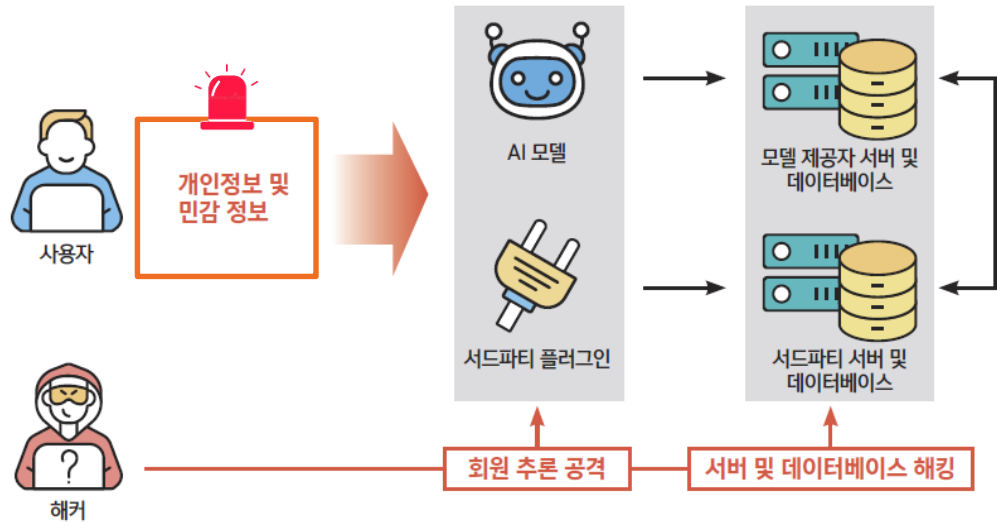 개인정보 및
민감 정보
사용자
AI 모델
모델 제공자 서버 및
데이터베이스
서드파티 플러그인
서드파티 서버 및
데이터베이스
?
해커
회원 추론 공격
서버 및 데이터베이스 해킹